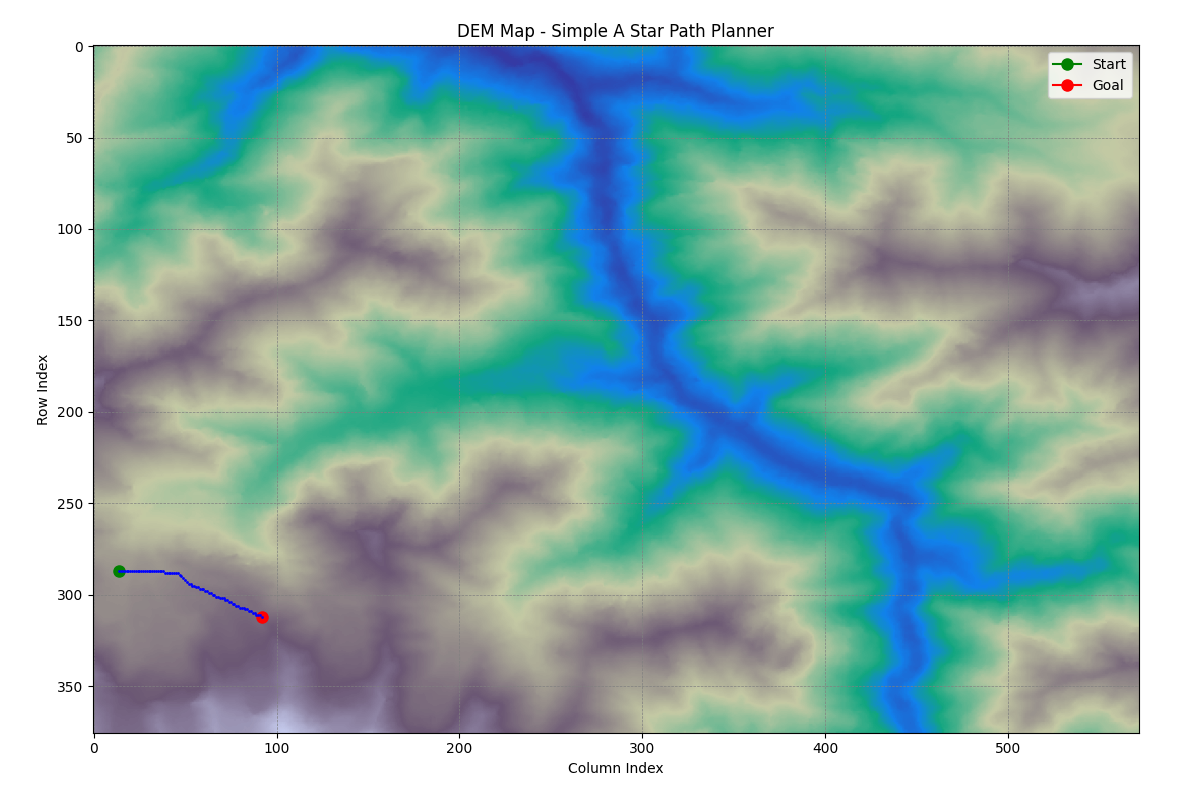 DEM Map - Simple A Star Path Planner
Start
Goal
0
50
100
150
200
250
300
350
Row Index
0 100 200 300 400 500
Column Index